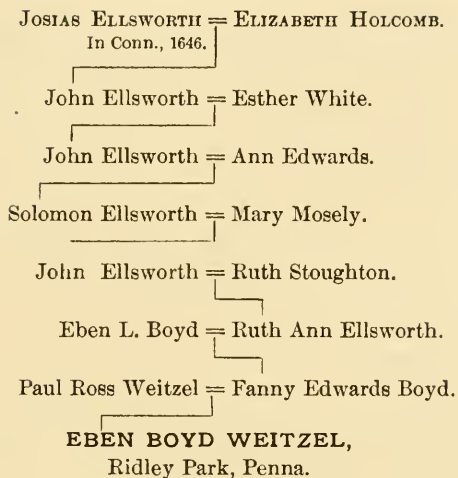 JOSIAS ELLSWORTH = ELIZABETH HOLCOMB.
In Conn., 1646.
John Ellsworth = Esther White.
John Ellsworth = Ann Edwards.
Solomon Ellsworth = Mary Mosely.
John Ellsworth = Ruth Stoughton.
Eben L. Boyd = Ruth Ann Ellsworth.
Paul Ross Weitzel = Fanny Edwards Boyd.
EBEN BOYD WEITZEL,
Ridley Park, Penna.